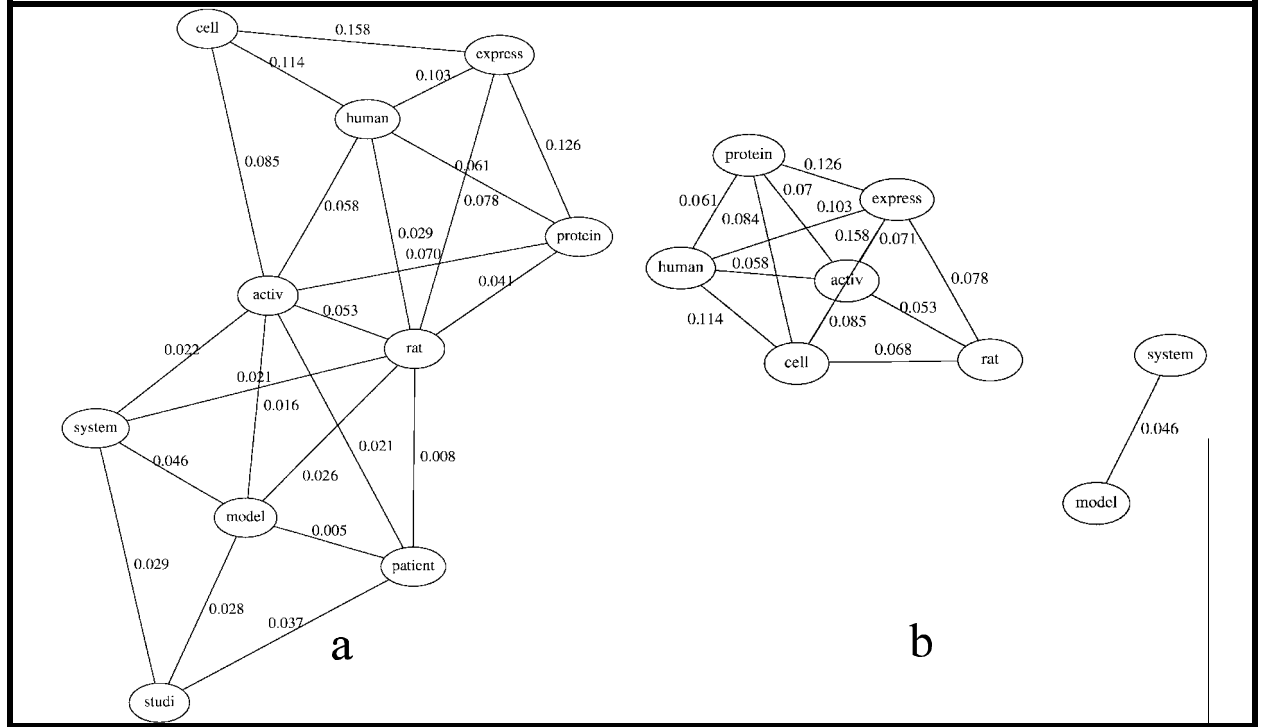 cell
0.158
express
0.114
0.103
human
0.126
0.085
0.061
0.078
0.058
0.029
protein
0.070
0.041
activ
0.053
rat
0.022
0.021
0.016
system
0.021
0.008
0.046
0.026
model
0.005
patient
0.029
0.028
0.037
studi
a
protein
0.126
0.07
express
0.061
0.103
0.084
0.158
0.071
human
0.058
activ
0.078
0.053
0.114
0.085
cell
0.068
rat
system
0.046
model
b